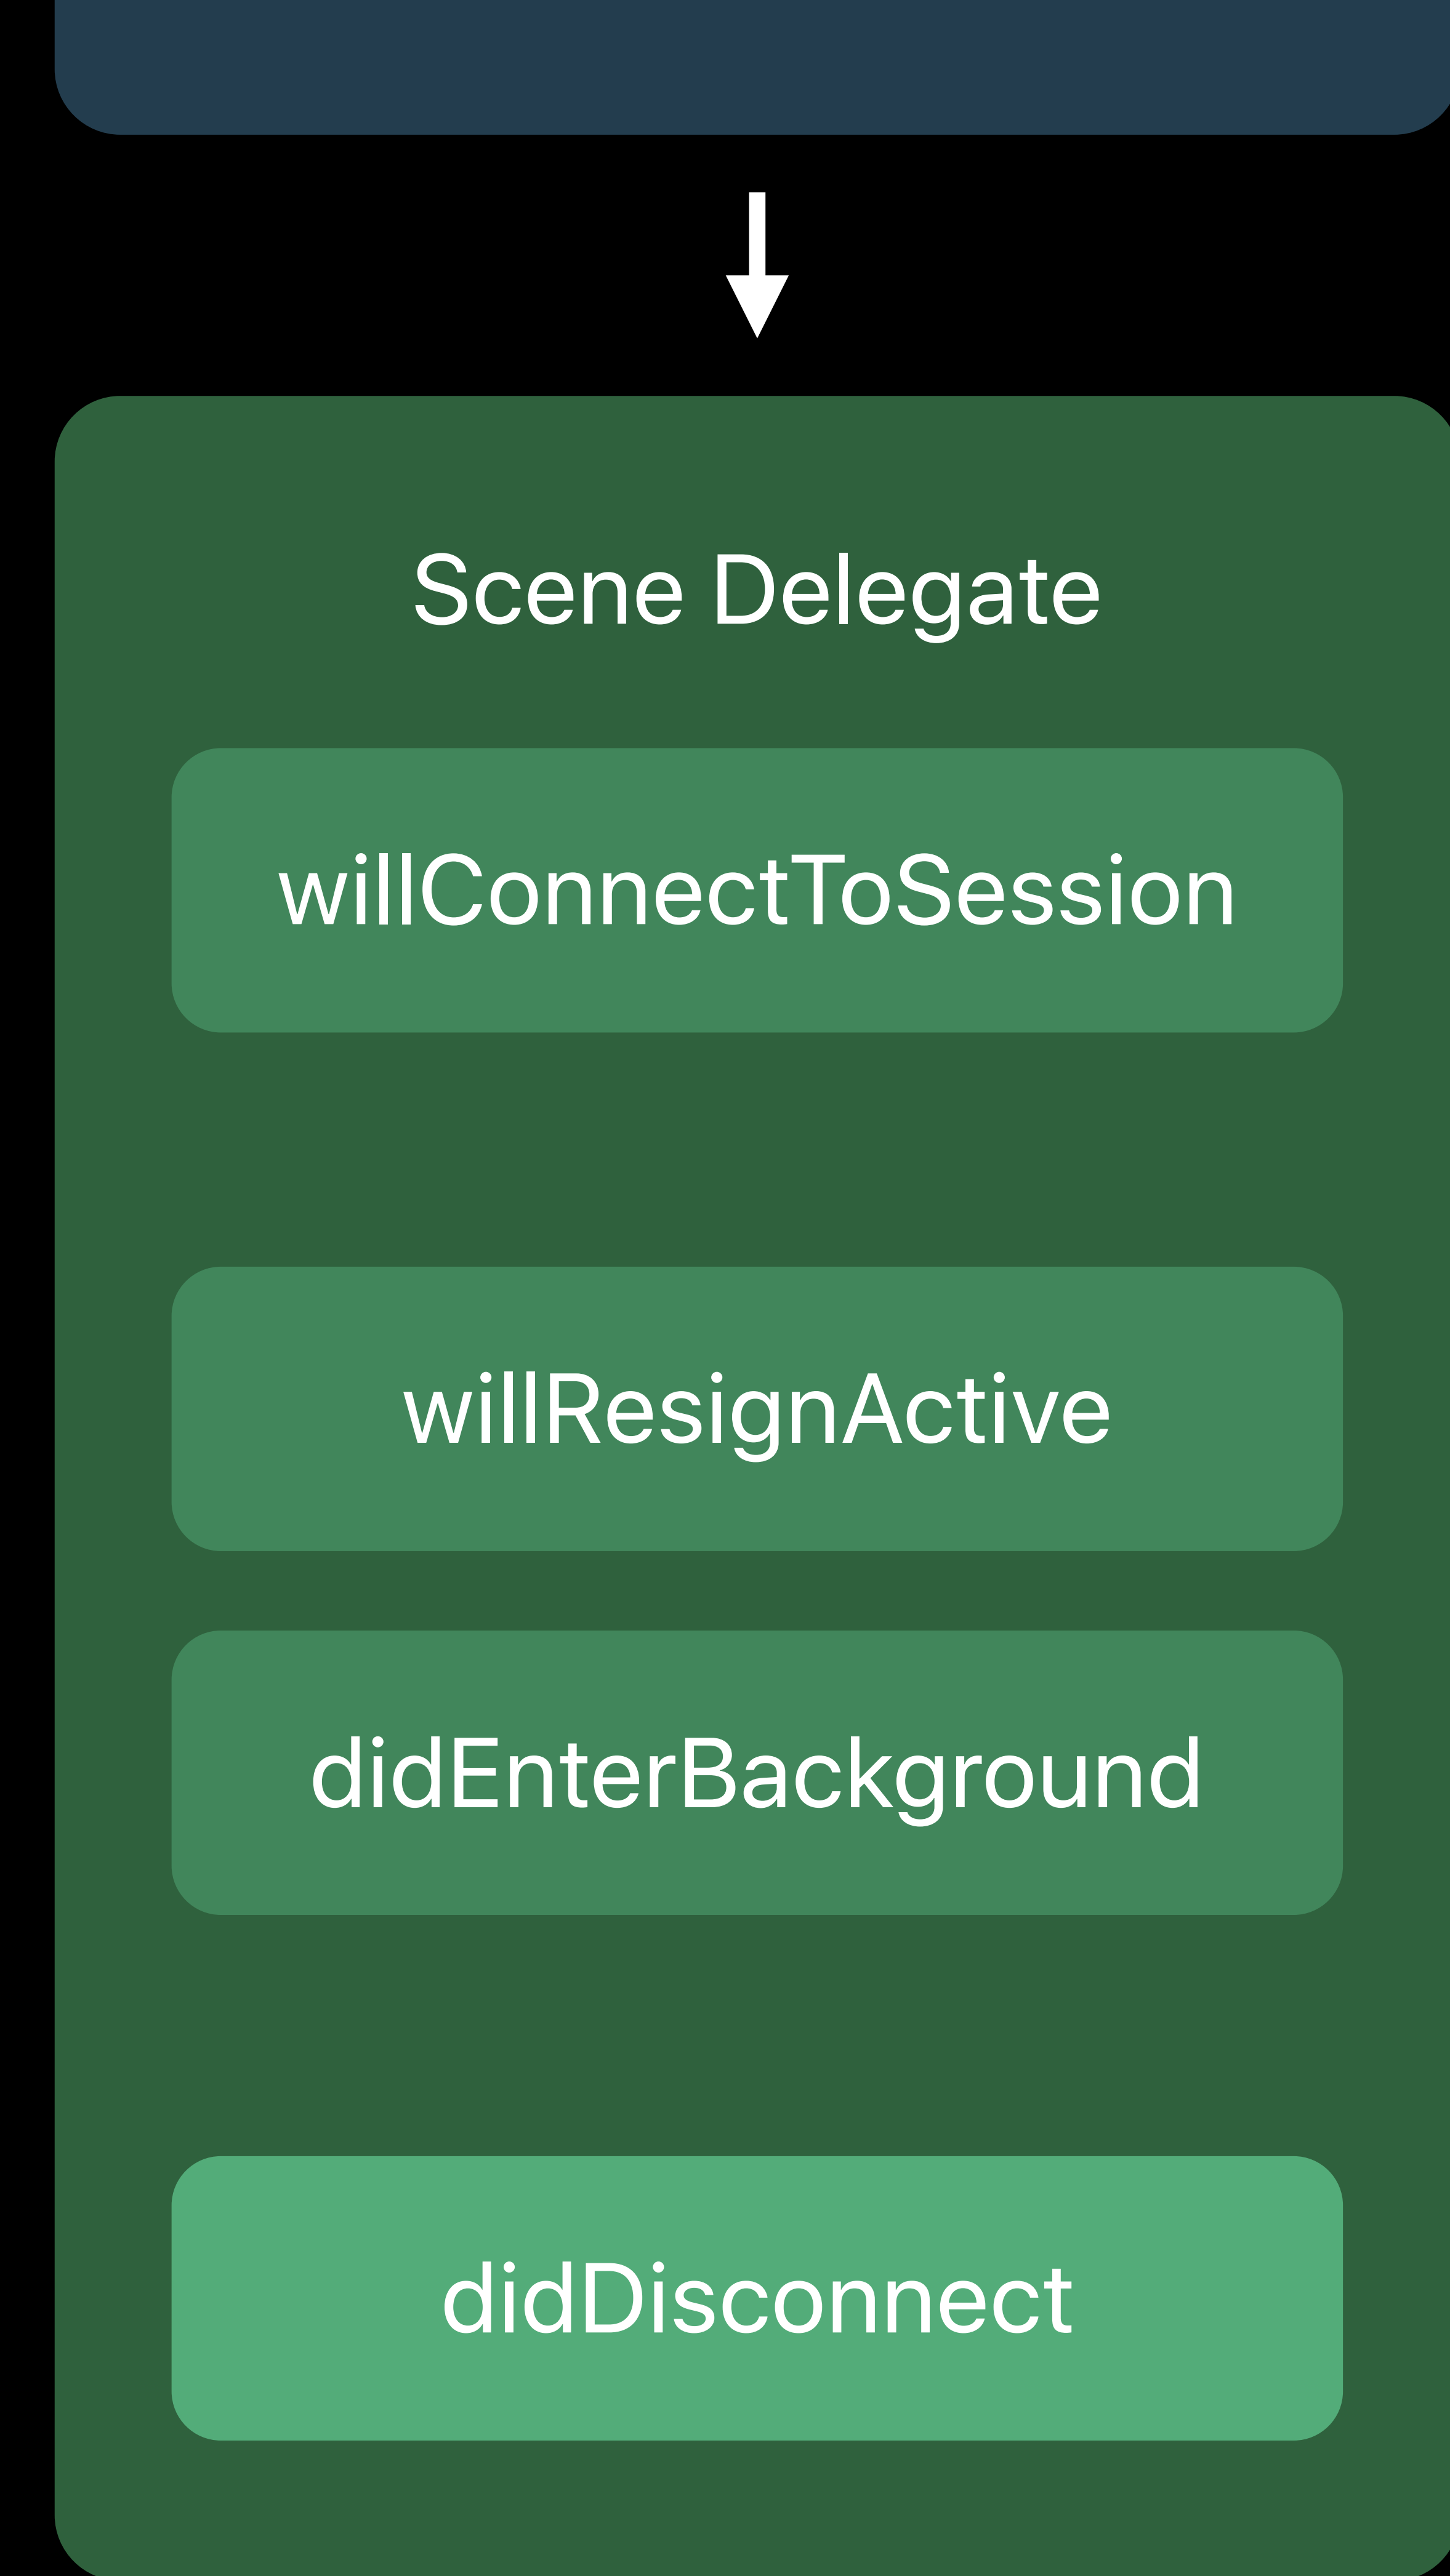 Scene Delegate
willConnectToSession
willResignActive
didEnterBackground
didDisconnect